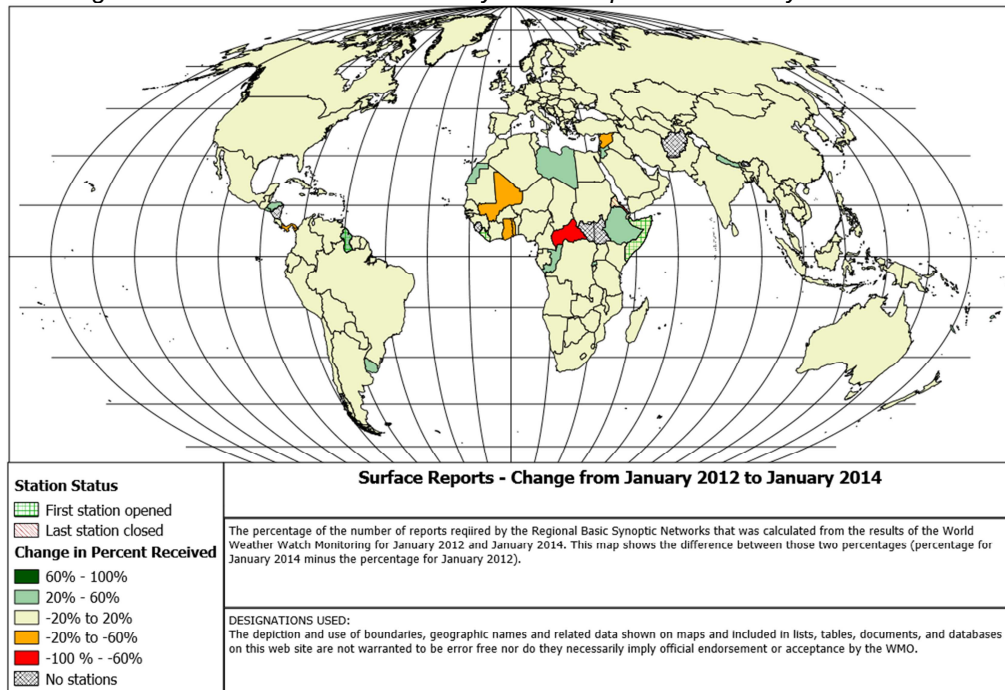 Surface Reports - Change from January 2012 to January 2014
Station Status
First station opened
Last station closed
Change in Percent Received
60% - 100%
20% - 60%
-20% to 20%
-20% to -60%
-100 % - -60%
No stations
The percentage of the number of reports reqiired by the Regional Basic Synoptic Networks that was calculated from the results of the World
Weather Watch Monitoring for January 2012 and January 2014. This map shows the difference between those two percentages (percentage for
January 2014 minus the percentage for January 2012).
DESIGNATIONS USED:
The depiction and use of boundaries, geographic names and related data shown on maps and included in lists, tables, documents, and databases
on this web site are not warranted to be error free nor do they necessarily imply official endorsement or acceptance by the WMO.